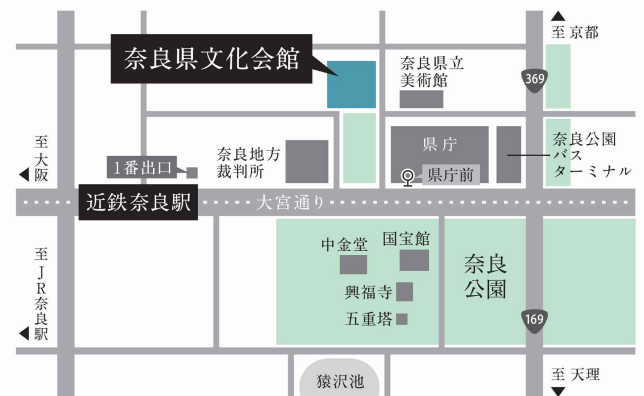 至 京都
奈良県文化会館
奈良県立
美術館
369
至 大阪
1番出口
奈良地方
裁判所
県庁
県庁前
奈良公園
バス
ターミナル
近鉄奈良駅
大宮通り
至 JR奈良駅
中金堂
国宝館
興福寺
五重塔
奈良
公園
169
猿沢池
至 天理